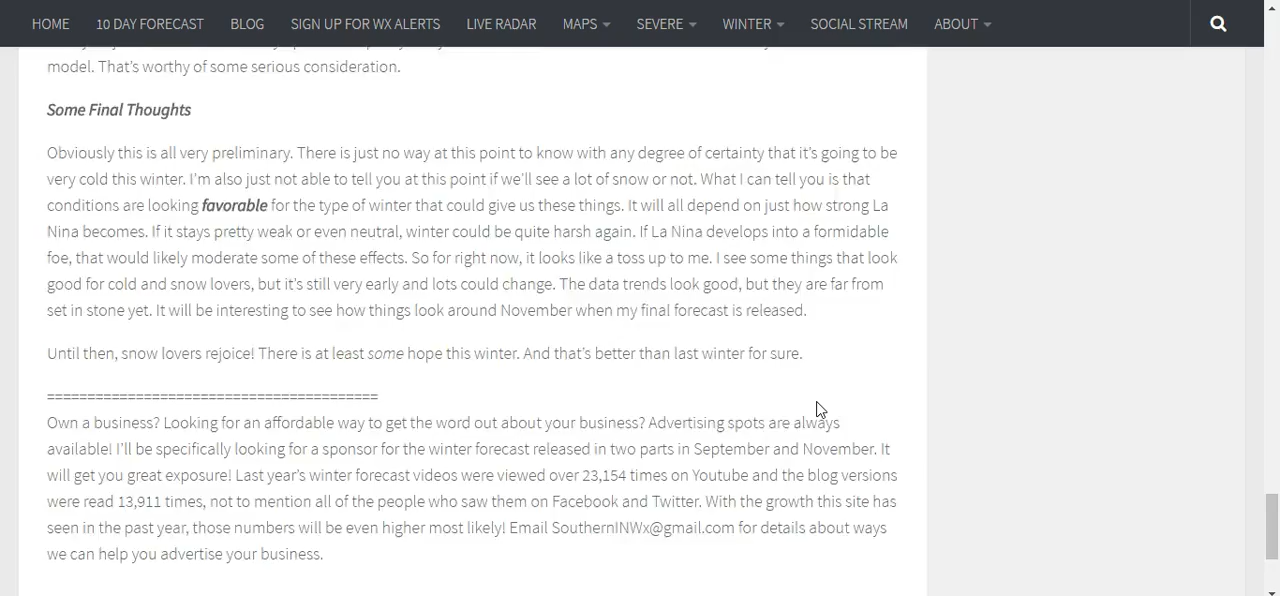 HOME 10 DAY FORECAST BLOG SIGN UP FOR WX ALERTS LIVE RADAR MAPS SEVERE WINTER SOCIAL STREAM ABOUT
model. That's worthy of some serious consideration.
Some Final Thoughts
Obviously this is all very preliminary. There is just no way at this point to know with any degree of certainty that it's going to be
very cold this winter. I'm also just not able to tell you at this point if we'll see a lot of snow or not. What I can tell you is that
conditions are looking favorable for the type of winter that could give us these things. It will all depend on just how strong La
Nina becomes. If it stays pretty weak or even neutral, winter could be quite harsh again. If La Nina develops into a formidable
foe, that would likely moderate some of these effects. So for right now, it looks like a toss up to me. I see some things that look
good for cold and snow lovers, but it's still very early and lots could change. The data trends look good, but they are far from
set in stone yet. It will be interesting to see how things look around November when my final forecast is released.
Until then, snow lovers rejoice! There is at least some hope this winter. And that's better than last winter for sure.
=========================================
Own a business? Looking for an affordable way to get the word out about your business? Advertising spots are always
available! I'll be specifically looking for a sponsor for the winter forecast released in two parts in September and November. It
will get you great exposure! Last year's winter forecast videos were viewed over 23,154 times on Youtube and the blog versions
were read 13,911 times, not to mention all of the people who saw them on Facebook and Twitter. With the growth this site has
seen in the past year, those numbers will be even higher most likely! Email SouthernINWx@gmail.com for details about ways
we can help you advertise your business.